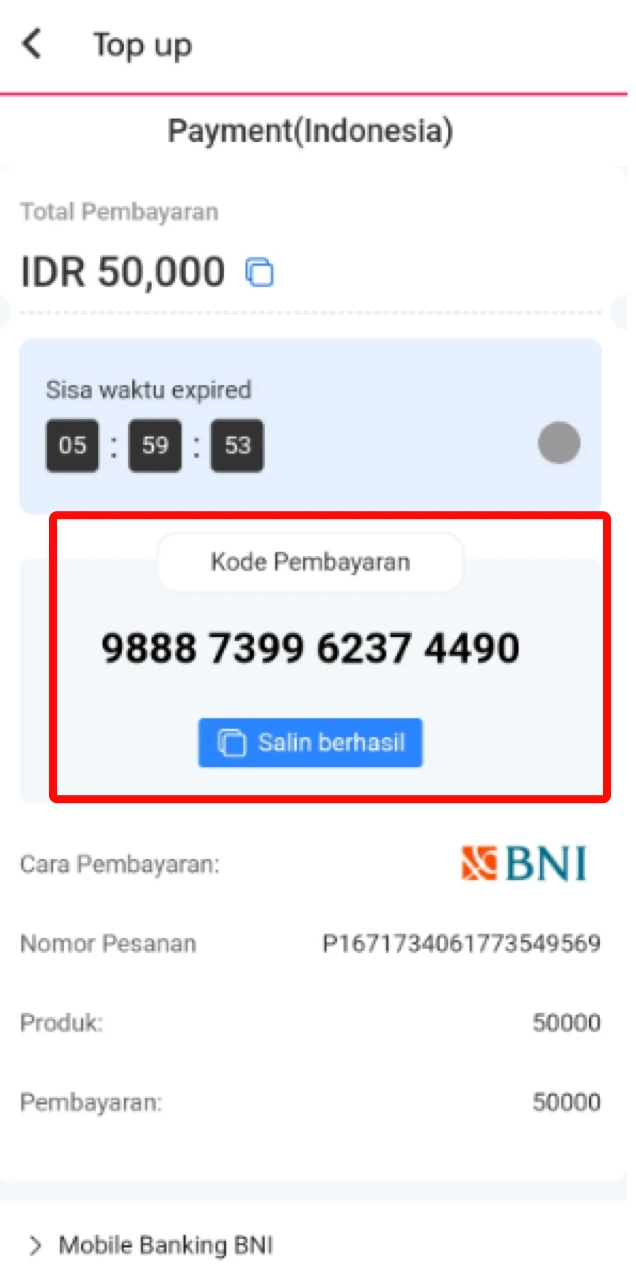 Top up
Payment(Indonesia)
Total Pembayaran
IDR 50,000
Sisa waktu expired
05 : 59 : 53
Kode Pembayaran
9888 7399 6237 4490
Salin berhasil
Cara Pembayaran: BNI
Nomor Pesanan P1671734061773549569
Produk: 50000
Pembayaran: 50000
Mobile Banking BNI